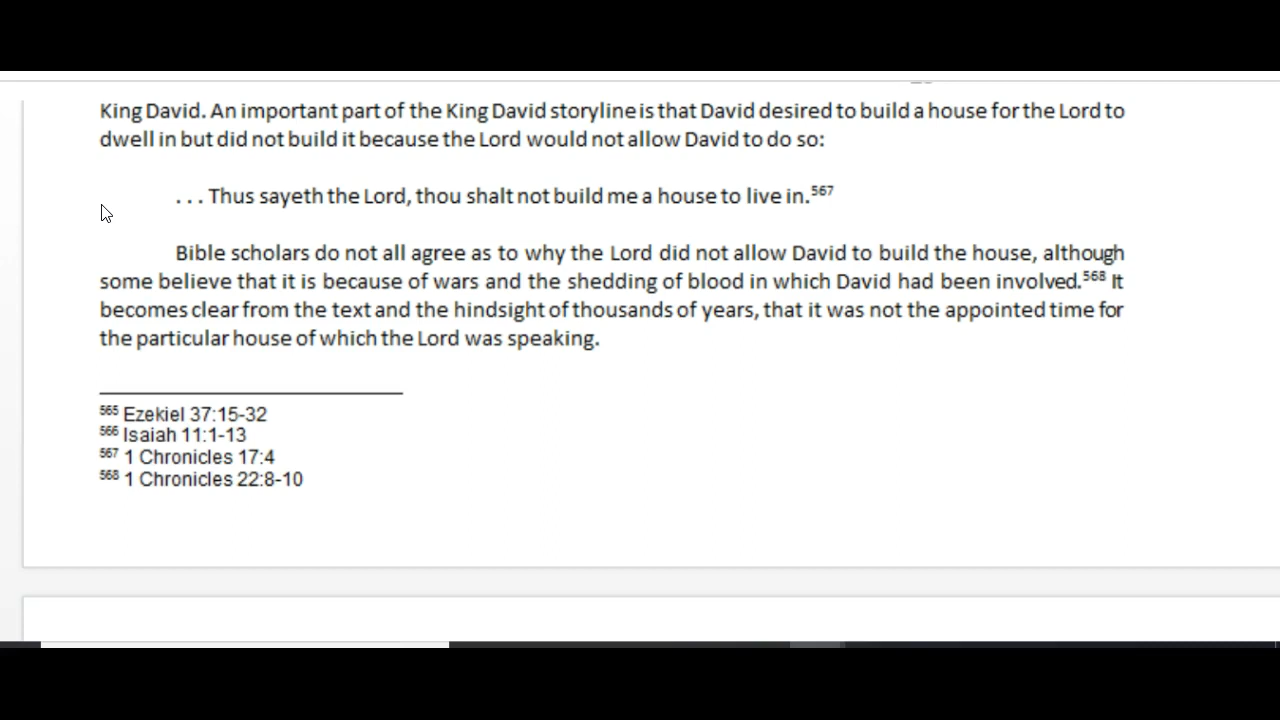 King David. An important part of the King David storyline is that David desired to build a house for the Lord to
dwell in but did not build it because the Lord would not allow David to do so:
. . . Thus sayeth the Lord, thou shalt not build me a house to live in.567
Bible scholars do not all agree as to why the Lord did not allow David to build the house, although
some believe that it is because of wars and the shedding of blood in which David had been involved.568 It
becomes clear from the text and the hindsight of thousands of years, that it was not the appointed time for
the particular house of which the Lord was speaking.
565 Ezekiel 37:15-32
566 Isaiah 11:1-13
567 1 Chronicles 17:4
568 1 Chronicles 22:8-10